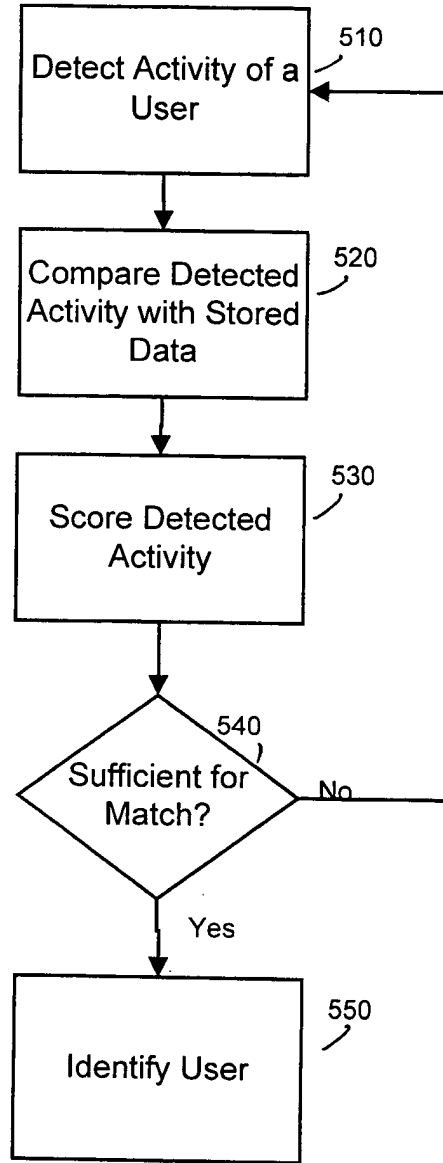 510
Detect Activity of a
User
520
Compare Detected
Activity with Stored
Data
530
Score Detected
Activity
540
Sufficient for
Match?
No
Yes
550
Identify User